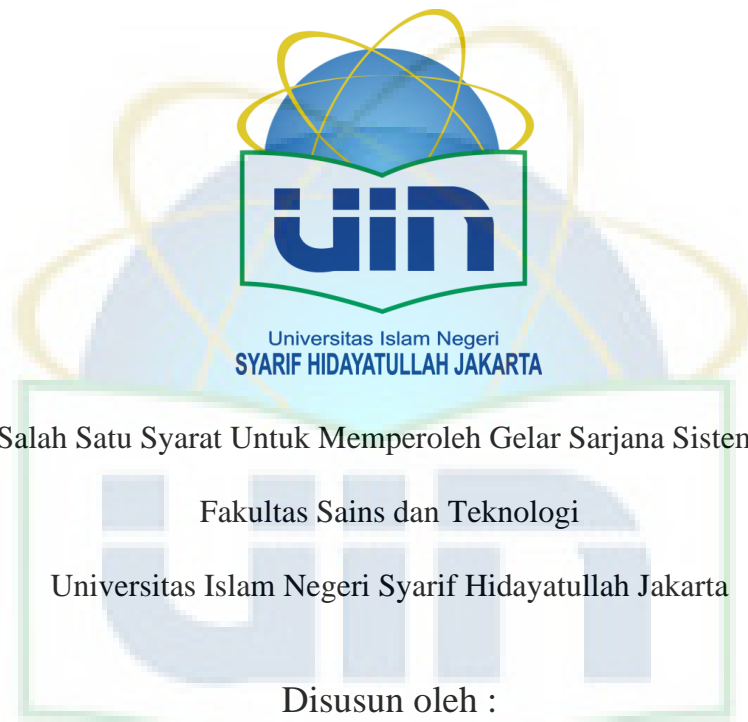 UIN
Universitas Islam Negeri
SYARIF HIDAYATULLAH JAKARTA
Salah Satu Syarat Untuk Memperoleh Gelar Sarjana
Fakultas Sains dan Teknologi
Universitas Islam Negeri Syarif Hidayatullah Jakarta
Disusun oleh :